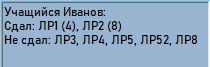 Учащийся Иванов:
Сдал: ЛР1 (4), ЛР2 (8)
Не сдал: ЛР3, ЛР4, ЛР5, ЛР52, ЛР8